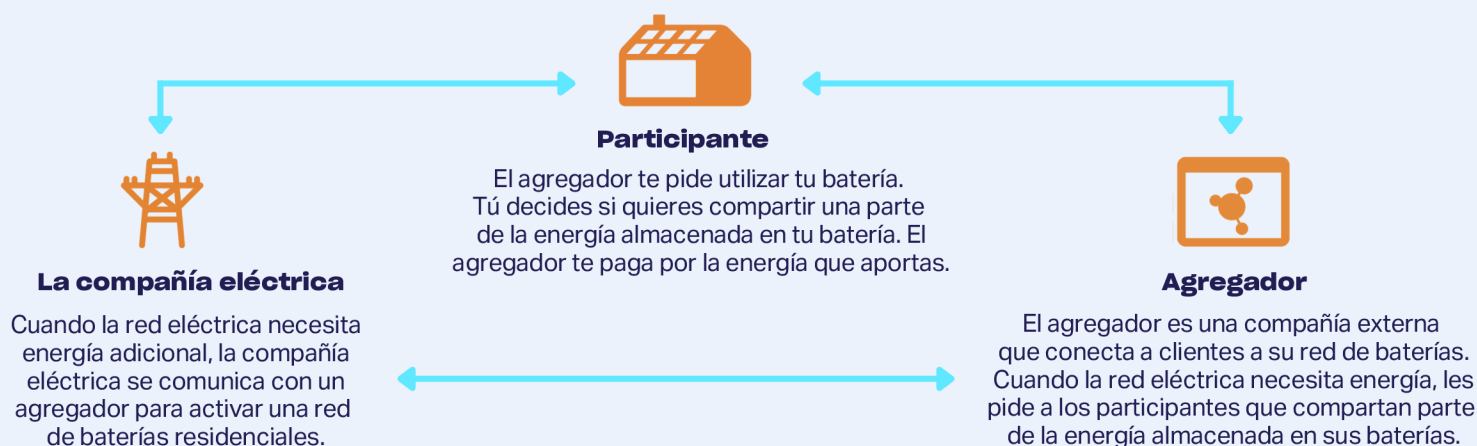 Participante
El agregador te pide utilizar tu batería.
Tú decides si quieres compartir una parte
de la energía almacenada en tu batería. El
agregador te paga por la energía que aportas.
La compañía eléctrica
Cuando la red eléctrica necesita
energía adicional, la compañía
eléctrica se comunica con un
agregador para activar una red
de baterías residenciales.
Agregador
El agregador es una compañía externa
que conecta a clientes a su red de baterías.
Cuando la red eléctrica necesita energía, les
pide a los participantes que compartan parte
de la energía almacenada en sus baterías.